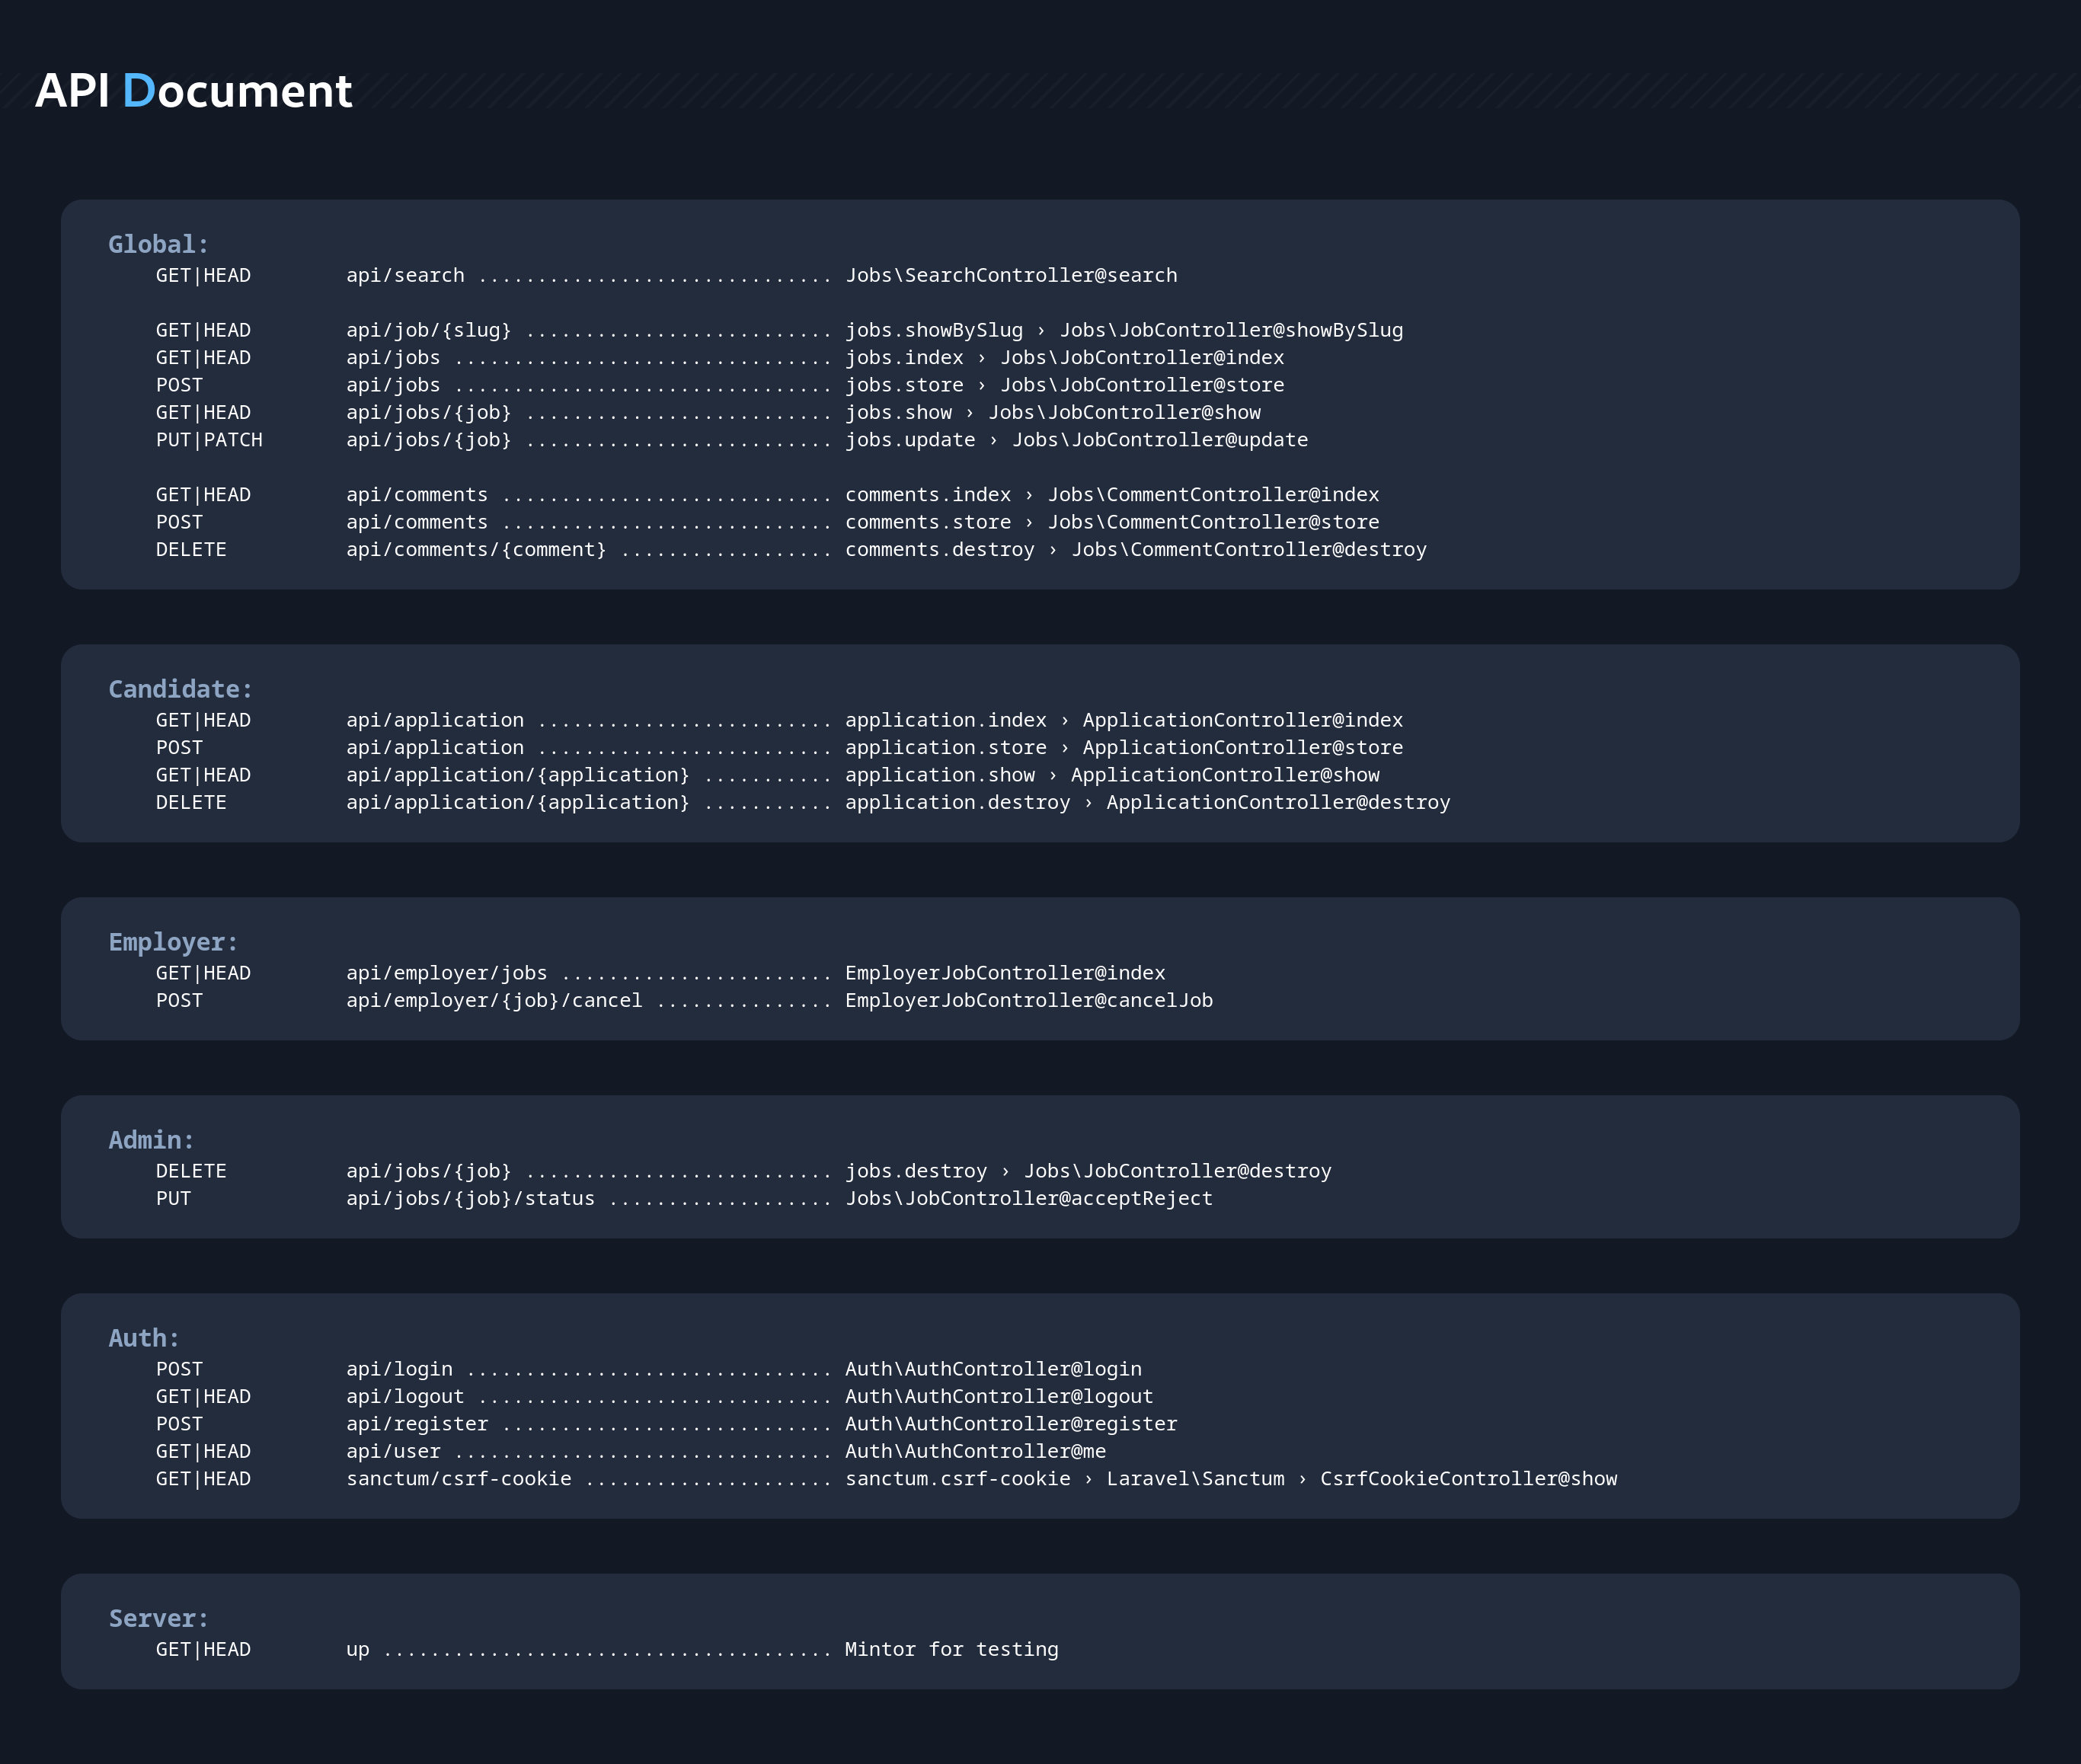 API Document
Global:
GET|HEAD api/search .............................. Jobs\SearchController@search
GET|HEAD api/job/{slug} .......................... jobs.showBySlug › Jobs\JobController@showBySlug
GET|HEAD api/jobs ................................ jobs.index › Jobs\JobController@index
POST api/jobs ................................ jobs.store › Jobs\JobController@store
GET|HEAD api/jobs/{job} .......................... jobs.show › Jobs\JobController@show
PUT|PATCH api/jobs/{job} .......................... jobs.update › Jobs\JobController@update
GET|HEAD api/comments ............................ comments.index › Jobs\CommentController@index
POST api/comments ............................ comments.store › Jobs\CommentController@store
DELETE api/comments/{comment} .................. comments.destroy › Jobs\CommentController@destroy
Candidate:
GET|HEAD api/application ......................... application.index › ApplicationController@index
POST api/application ......................... application.store › ApplicationController@store
GET|HEAD api/application/{application} ........... application.show › ApplicationController@show
DELETE api/application/{application} ........... application.destroy › ApplicationController@destroy
Employer:
GET|HEAD api/employer/jobs ....................... EmployerJobController@index
POST api/employer/{job}/cancel ............... EmployerJobController@cancelJob
Admin:
DELETE api/jobs/{job} .......................... jobs.destroy › Jobs\JobController@destroy
PUT api/jobs/{job}/status ................... Jobs\JobController@acceptReject
Auth:
POST api/login ............................... Auth\AuthController@login
GET|HEAD api/logout .............................. Auth\AuthController@logout
POST api/register ............................ Auth\AuthController@register
GET|HEAD api/user ................................ Auth\AuthController@me
GET|HEAD sanctum/csrf-cookie ..................... sanctum.csrf-cookie › Laravel\Sanctum › CsrfCookieController@show
Server:
GET|HEAD up ...................................... Mintor for testing